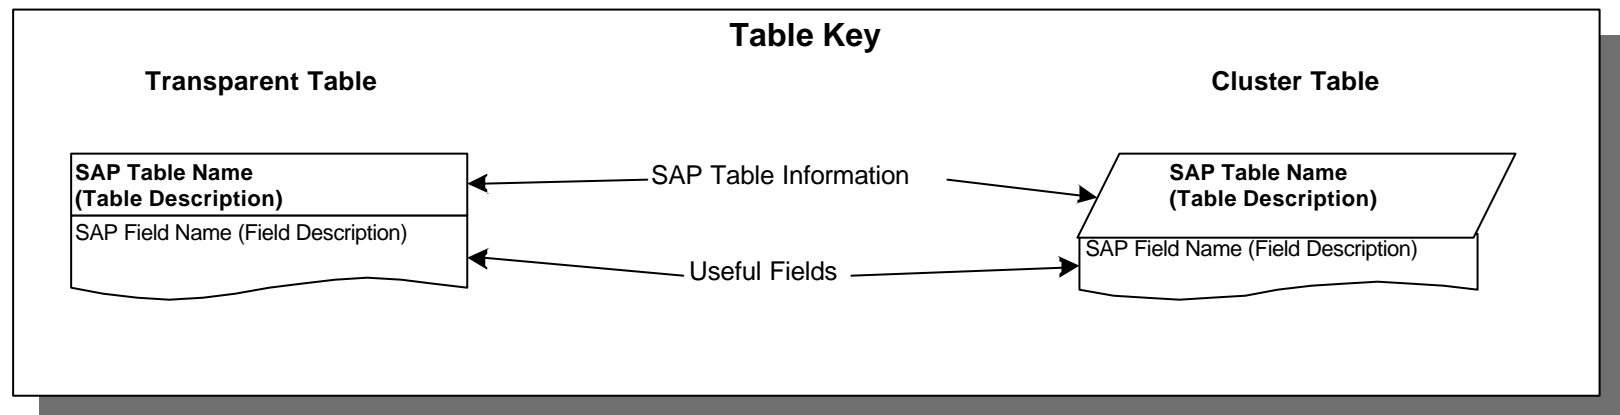 Table Key
Transparent Table
Cluster Table
SAP Table Name
(Table Description)
SAP Field Name (Field Description)
SAP Table Information
Useful Fields
SAP Table Name
(Table Description)
SAP Field Name (Field Description)